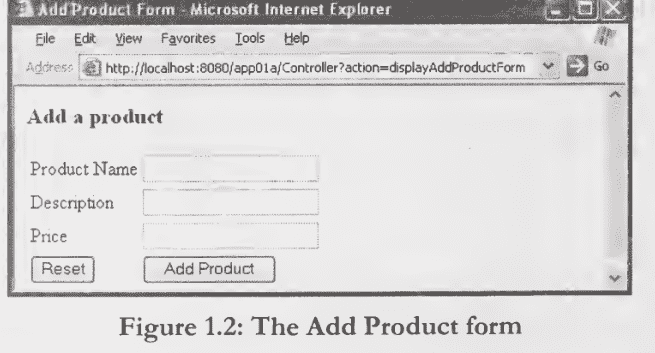 Add Product Form - Microsoft Internet Explorer
File Edit View Favorites Tools Help
Address http://localhost:8080/app01a/Controller?action=displayAddProductForm Go
Add a product
Product Name
Description
Price
Reset Add Product
Figure 1.2: The Add Product form